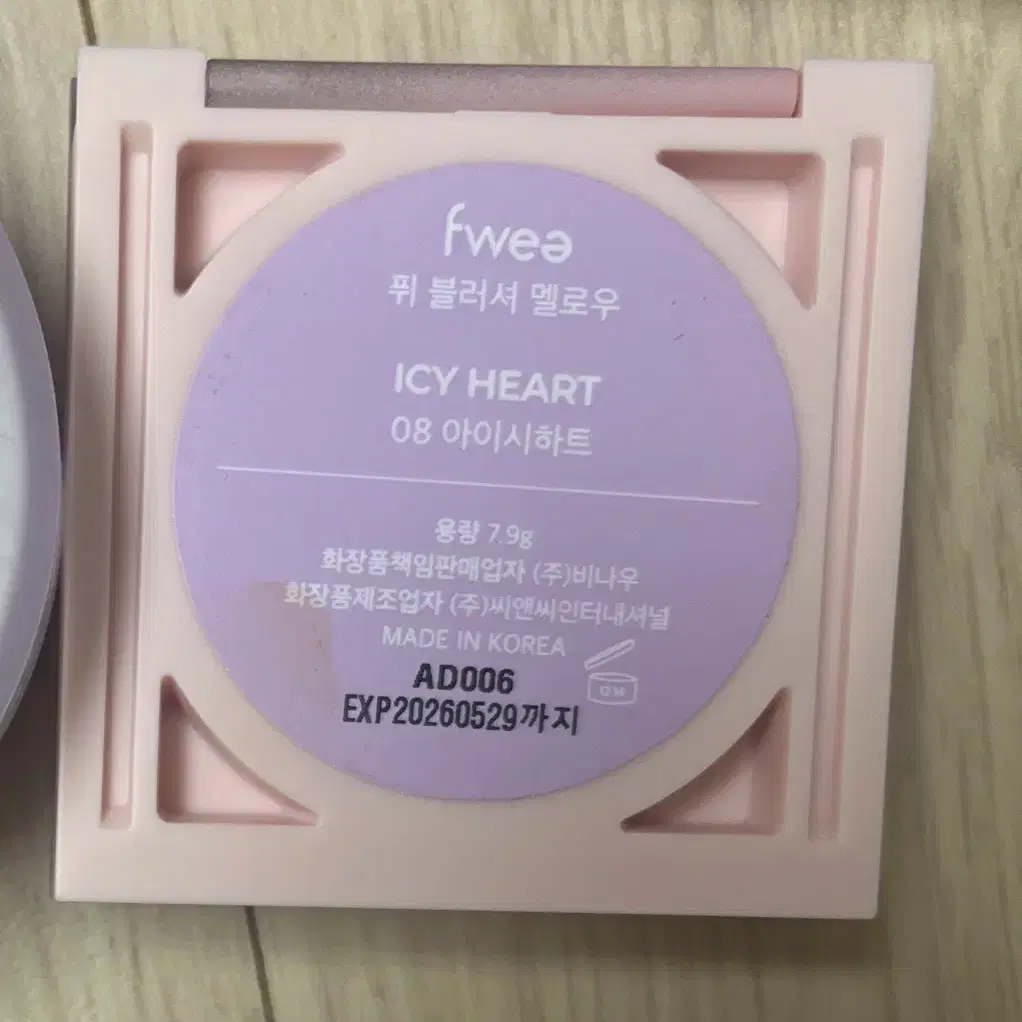 fwee
퓌 블러셔 멜로우
ICY HEART
08 아이시하트
용량 7.9g
화장품책임판매업자 (주)비나우
화장품제조업자 (주)씨앤씨인터내셔널
MADE IN KOREA
AD006
12M
EXP20260529까지